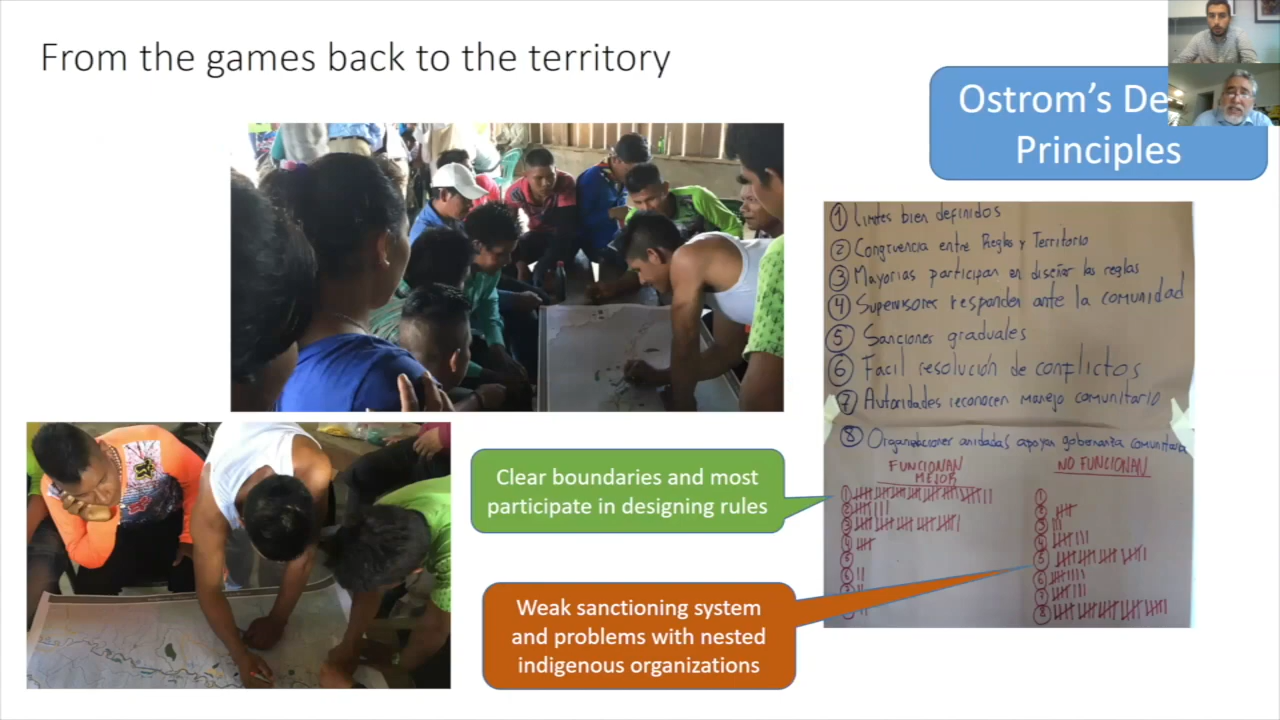 From the games back to the territory
Ostrom's De
Principles
① Limites bien definidos
② Congruencia entre Reglas y Territorio
③ Mayorias participan en diseñar las reglas
④ Supervisores responden ante la comunidad
⑤ Sanciones graduales
⑥ Facil resolución de conflictos
⑦ Autoridades reconocen manejo comunitario
⑧ Organizaciones anidadas apoyan gobernanza comunitaria
FUNCIONAN
MEJOR
NO FUNCIONAN
Clear boundaries and most
participate in designing rules
Weak sanctioning system
and problems with nested
indigenous organizations